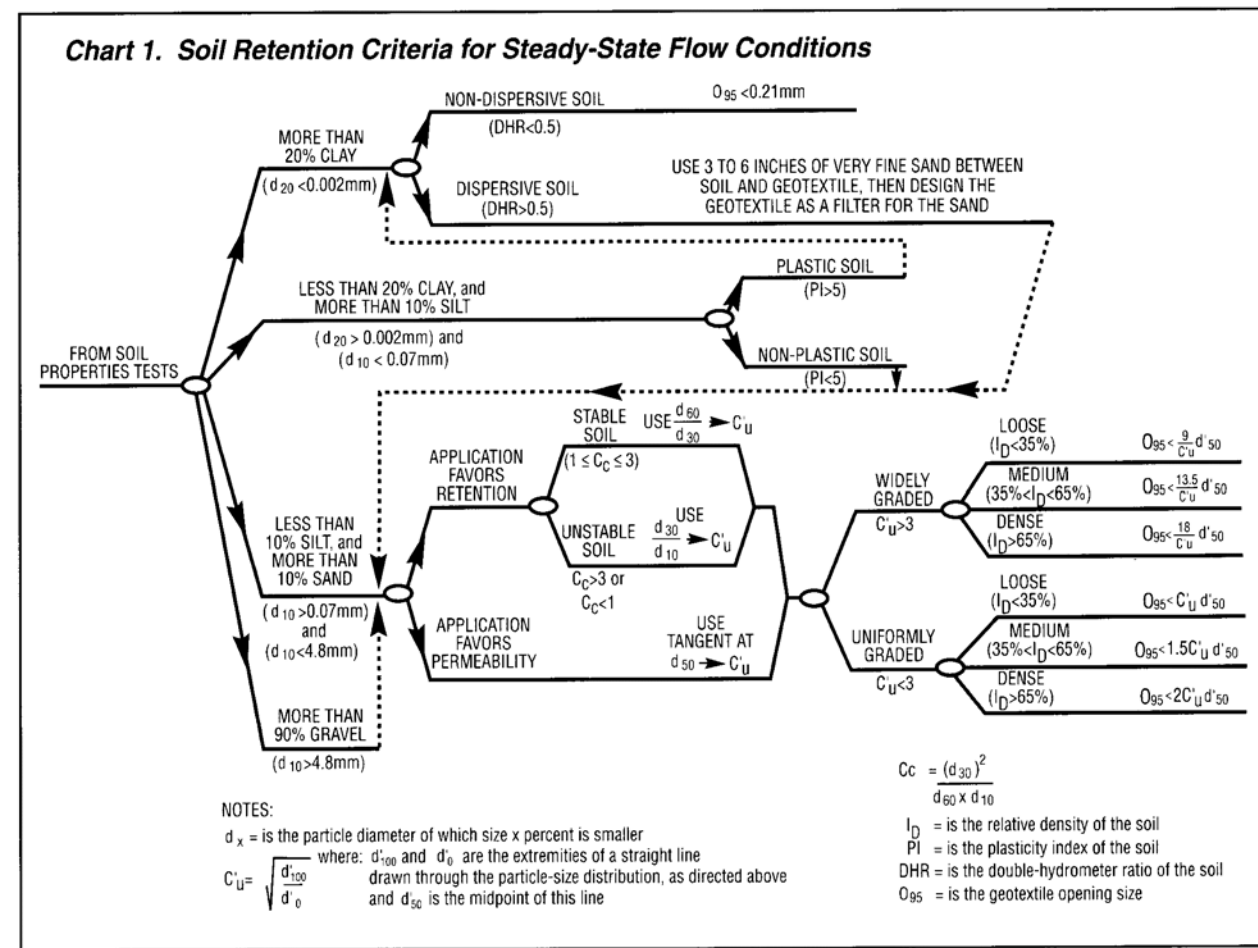 Chart 1. Soil Retention Criteria for Steady-State Flow Conditions
NON-DISPERSIVE SOIL
(DHR<0.5)
O95 <0.21mm
MORE THAN
20% CLAY
(d20 <0.002mm)
DISPERSIVE SOIL
(DHR>0.5)
USE 3 TO 6 INCHES OF VERY FINE SAND BETWEEN
SOIL AND GEOTEXTILE, THEN DESIGN THE
GEOTEXTILE AS A FILTER FOR THE SAND
PLASTIC SOIL
(PI>5)
LESS THAN 20% CLAY, and
MORE THAN 10% SILT
(d20 > 0.002mm) and
(d10 < 0.07mm)
NON-PLASTIC SOIL
(PI<5)
FROM SOIL
PROPERTIES TESTS
STABLE
SOIL
(1 ≤ CC ≤ 3)
USE d60/d30 → C'u
APPLICATION
FAVORS
RETENTION
UNSTABLE
SOIL
USE
d30/d10 → C'u
CC>3 or
CC<1
LESS THAN
10% SILT, and
MORE THAN
10% SAND
(d10>0.07mm)
and
(d10<4.8mm)
APPLICATION
FAVORS
PERMEABILITY
USE
TANGENT AT
d50 → C'u
MORE THAN
90% GRAVEL
(d10>4.8mm)
WIDELY
GRADED
C'u>3
LOOSE
(ID<35%)
O95< 9/C'u d'50
MEDIUM
(35%<ID<65%)
O95< 13.5/C'u d'50
DENSE
(ID>65%)
O95< 18/C'u d'50
UNIFORMLY
GRADED
C'u<3
LOOSE
(ID<35%)
O95< C'u d'50
MEDIUM
(35%<ID<65%)
O95<1.5C'u d'50
DENSE
(ID>65%)
O95<2C'u d'50
NOTES:
dx = is the particle diameter of which size x percent is smaller
C'u= √(d'100/d'0) where: d'100 and d'0 are the extremities of a straight line
drawn through the particle-size distribution, as directed above
and d'50 is the midpoint of this line
Cc = (d30)²/d60 x d10
ID = is the relative density of the soil
PI = is the plasticity index of the soil
DHR = is the double-hydrometer ratio of the soil
O95 = is the geotextile opening size